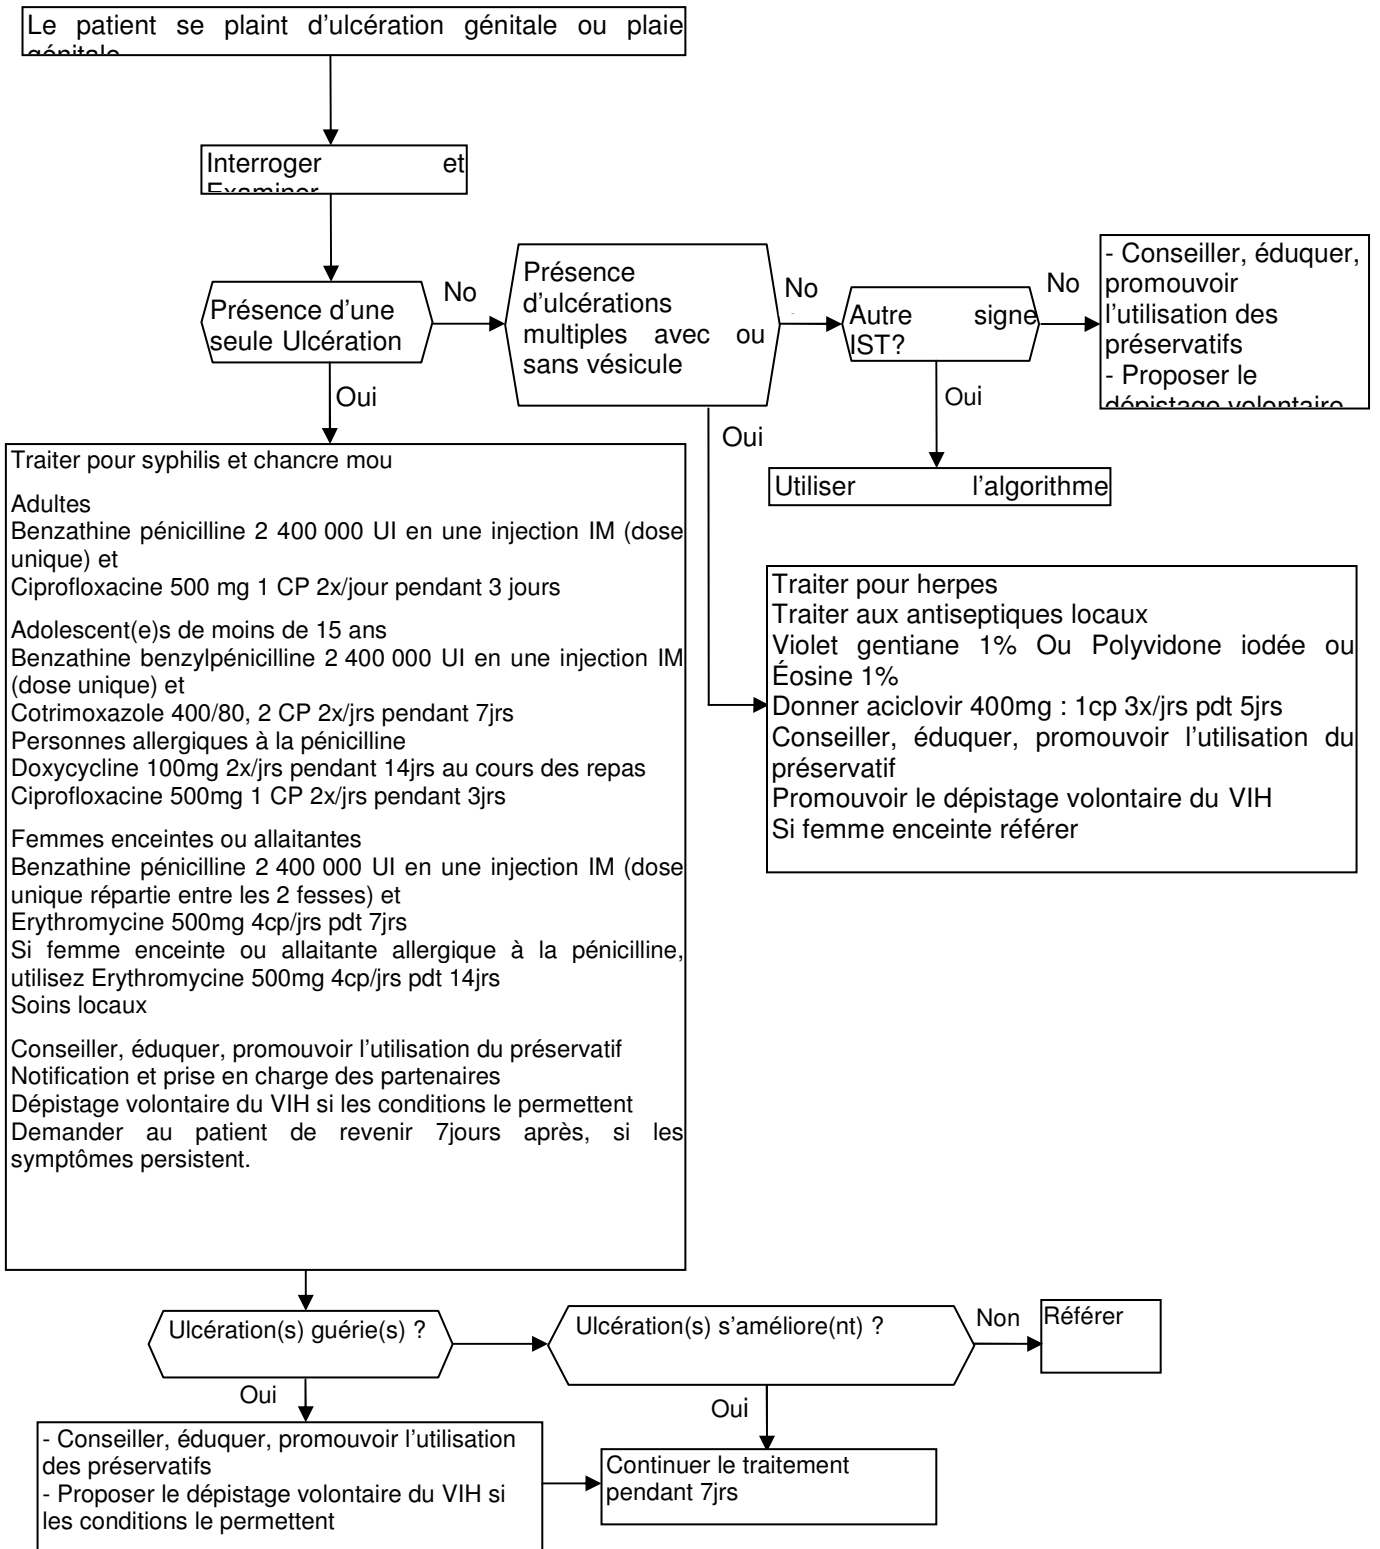 Le patient se plaint d'ulcération génitale ou plaie
génitale
Interroger et
Examiner
Présence d'une
seule Ulcération
No
Présence
d'ulcérations
multiples avec ou
sans vésicule
No
Autre signe
IST?
No
- Conseiller, éduquer,
promouvoir
l'utilisation des
préservatifs
- Proposer le
dépistage volontaire
Oui
Oui
Oui
Utiliser l'algorithme
Traiter pour syphilis et chancre mou
Adultes
Benzathine pénicilline 2 400 000 UI en une injection IM (dose
unique) et
Ciprofloxacine 500 mg 1 CP 2x/jour pendant 3 jours
Adolescent(e)s de moins de 15 ans
Benzathine benzylpénicilline 2 400 000 UI en une injection IM
(dose unique) et
Cotrimoxazole 400/80, 2 CP 2x/jrs pendant 7jrs
Personnes allergiques à la pénicilline
Doxycycline 100mg 2x/jrs pendant 14jrs au cours des repas
Ciprofloxacine 500mg 1 CP 2x/jrs pendant 3jrs
Femmes enceintes ou allaitantes
Benzathine pénicilline 2 400 000 UI en une injection IM (dose
unique répartie entre les 2 fesses) et
Erythromycine 500mg 4cp/jrs pdt 7jrs
Si femme enceinte ou allaitante allergique à la pénicilline,
utilisez Erythromycine 500mg 4cp/jrs pdt 14jrs
Soins locaux
Conseiller, éduquer, promouvoir l'utilisation du préservatif
Notification et prise en charge des partenaires
Dépistage volontaire du VIH si les conditions le permettent
Demander au patient de revenir 7jours après, si les
symptômes persistent.
Traiter pour herpes
Traiter aux antiseptiques locaux
Violet gentiane 1% Ou Polyvidone iodée ou
Éosine 1%
Donner aciclovir 400mg : 1cp 3x/jrs pdt 5jrs
Conseiller, éduquer, promouvoir l'utilisation du
préservatif
Promouvoir le dépistage volontaire du VIH
Si femme enceinte référer
Ulcération(s) guérie(s) ?
Ulcération(s) s'améliore(nt) ?
Non
Référer
Oui
Oui
- Conseiller, éduquer, promouvoir l'utilisation
des préservatifs
- Proposer le dépistage volontaire du VIH si
les conditions le permettent
Continuer le traitement
pendant 7jrs